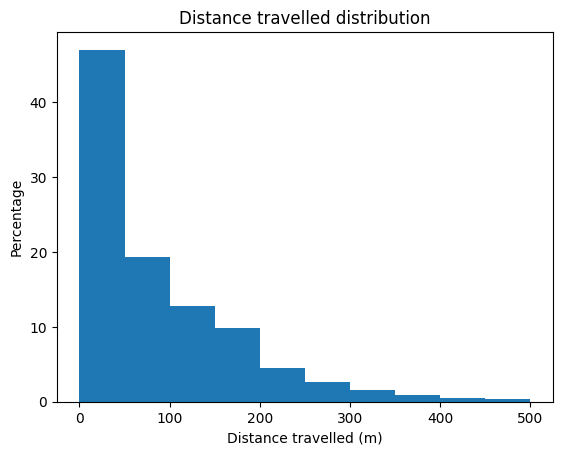 Distance travelled distribution
Percentage
40
30
20
10
0
0 100 200 300 400 500
Distance travelled (m)